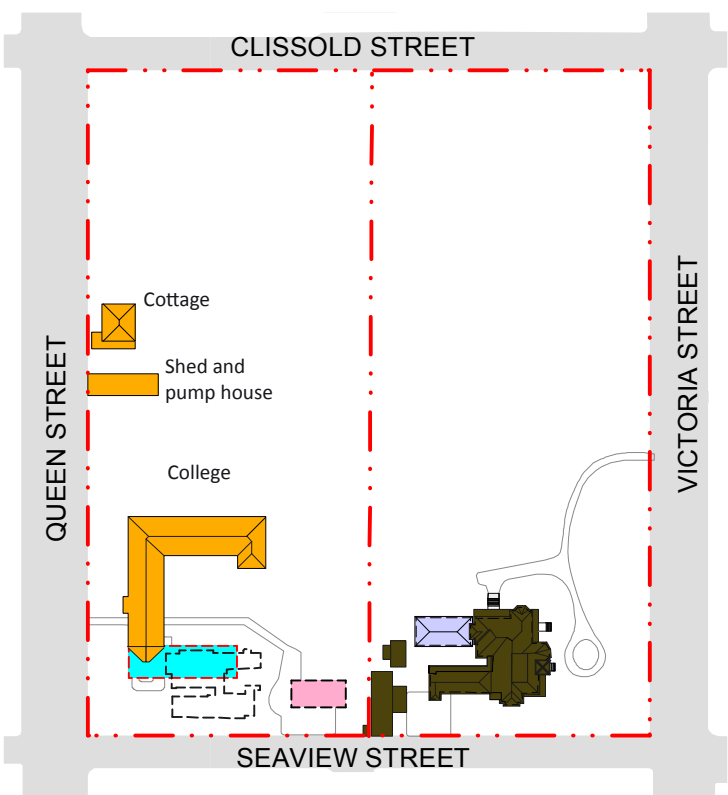 CLISSOLD STREET
Cottage
Shed and
pump house
College
QUEEN STREET
VICTORIA STREET
SEAVIEW STREET